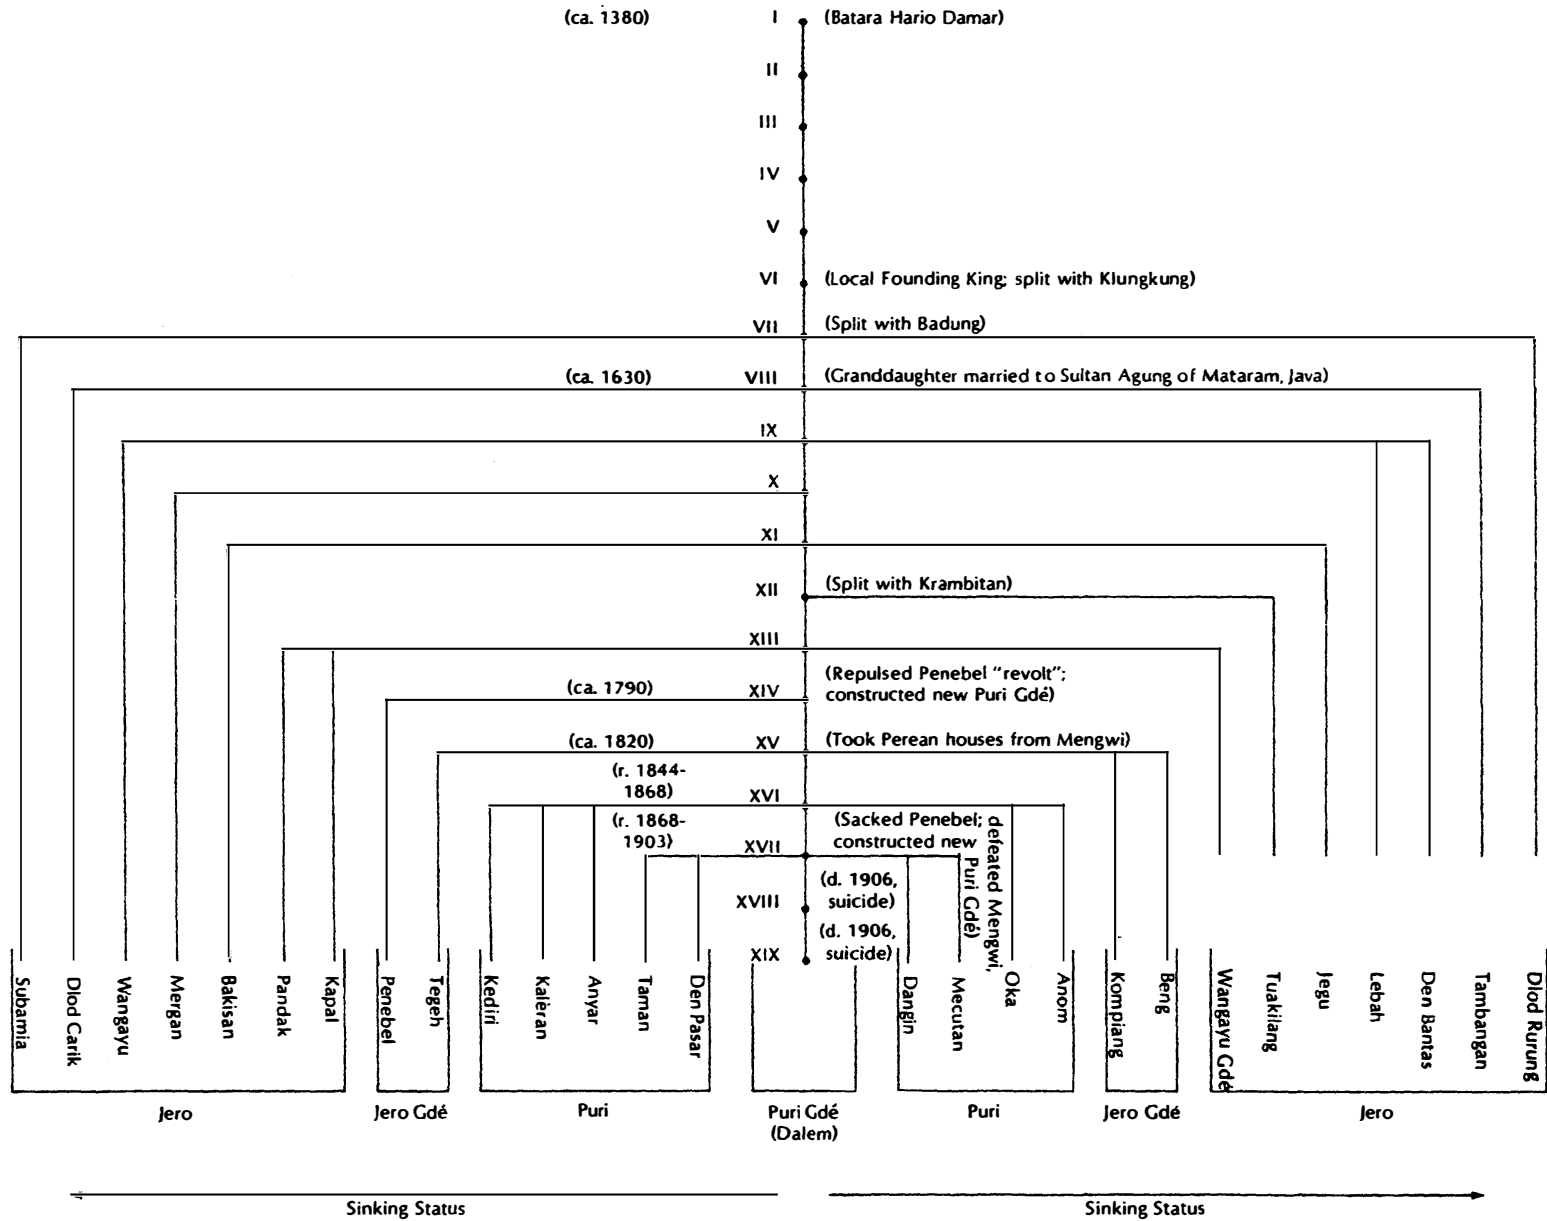 (ca. 1380) I (Batara Hario Damar)
II
III
IV
V
VI (Local Founding King; split with Klungkung)
VII (Split with Badung)
(ca. 1630) VIII (Granddaughter married to Sultan Agung of Mataram, Java)
IX
X
XI
XII (Split with Krambitan)
XIII
(Repulsed Penebel "revolt";
(ca. 1790) XIV constructed new Puri Gdé)
(ca. 1820) XV (Took Perean houses from Mengwi)
(r. 1844-
1868) XVI
(r. 1868- (Sacked Penebel;
1903) XVII constructed new
defeated Mengwi,
Puri Gdé)
(d. 1906,
XVIII suicide)
(d. 1906,
XIX suicide)
Subamia
Dlod Carik
Wangayu
Mergan
Bakisan
Pandak
Kapal
Penebel
Tegeh
Kediri
Kalèran
Anyar
Taman
Den Pasar
Dangin
Mecutan
Oka
Anom
Kompiang
Beng
Wangayu Gdé
Tuakilang
Jegu
Lebah
Den Bantas
Tambangan
Dlod Rurung
Jero Jero Gdé Puri Puri Gdé Puri Jero Gdé Jero
(Dalem)
Sinking Status Sinking Status